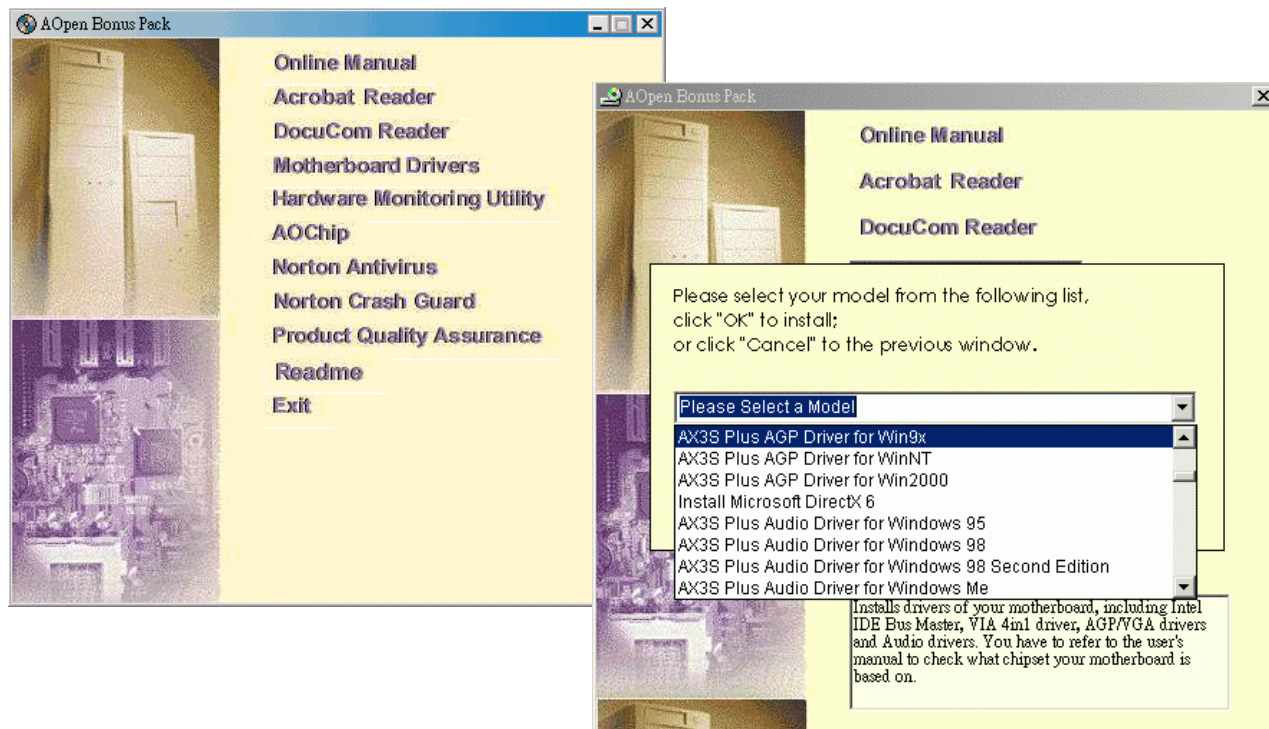 AOpen Bonus Pack
Online Manual
Acrobat Reader
DocuCom Reader
Motherboard Drivers
Hardware Monitoring Utility
AOChip
Norton Antivirus
Norton Crash Guard
Product Quality Assurance
Readme
Exit
AOpen Bonus Pack
Online Manual
Acrobat Reader
DocuCom Reader
Please select your model from the following list,
click "OK" to install;
or click "Cancel" to the previous window.
Please Select a Model
AX3S Plus AGP Driver for Win9x
AX3S Plus AGP Driver for WinNT
AX3S Plus AGP Driver for Win2000
Install Microsoft DirectX 6
AX3S Plus Audio Driver for Windows 95
AX3S Plus Audio Driver for Windows 98
AX3S Plus Audio Driver for Windows 98 Second Edition
AX3S Plus Audio Driver for Windows Me
Installs drivers of your motherboard, including Intel
IDE Bus Master, VIA 4in1 driver, AGP/VGA drivers
and Audio drivers. You have to refer to the user's
manual to check what chipset your motherboard is
based on.